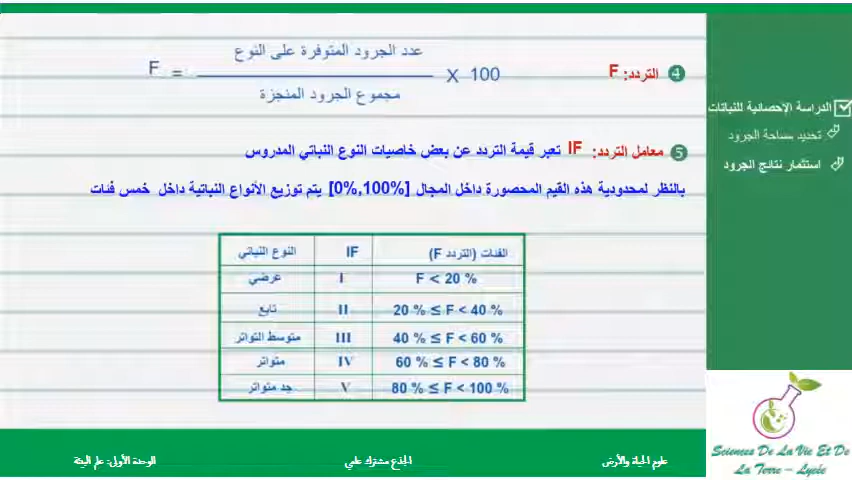 ❹ التردد: F
عدد الجرود المتوفرة على النوع
F = ـــــــــ X 100
مجموع الجرود المنجزة
❺ معامل التردد: IF تعبر قيمة التردد عن بعض خاصيات النوع النباتي المدروس
بالنظر لمحدودية هذه القيم المحصورة داخل المجال [0%,100%] يتم توزيع الأنواع النباتية داخل خمس فئات
الفئات (التردد F) IF النوع النباتي
F < 20 % I عرضي
20 % ≤ F < 40 % II تابع
40 % ≤ F < 60 % III متوسط التواتر
60 % ≤ F < 80 % IV متواتر
80 % ≤ F < 100 % V جد متواتر
الدراسة الإحصائية للنباتات
تحديد مساحة الجرود
استثمار نتائج الجرود
Sciences De La Vie Et De
La Terre – Lycée
علوم الحياة والأرض
الجذع مشترك علمي
الوحدة الأولى: علم البيئة